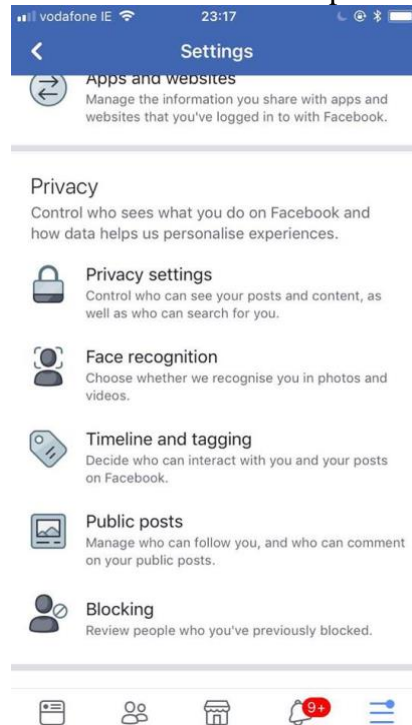 vodafone IE 23:17
Settings
Apps and websites
Manage the information you share with apps and
websites that you've logged in to with Facebook.
Privacy
Control who sees what you do on Facebook and
how data helps us personalise experiences.
Privacy settings
Control who can see your posts and content, as
well as who can search for you.
Face recognition
Choose whether we recognise you in photos and
videos.
Timeline and tagging
Decide who can interact with you and your posts
on Facebook.
Public posts
Manage who can follow you, and who can comment
on your public posts.
Blocking
Review people who you've previously blocked.
9+